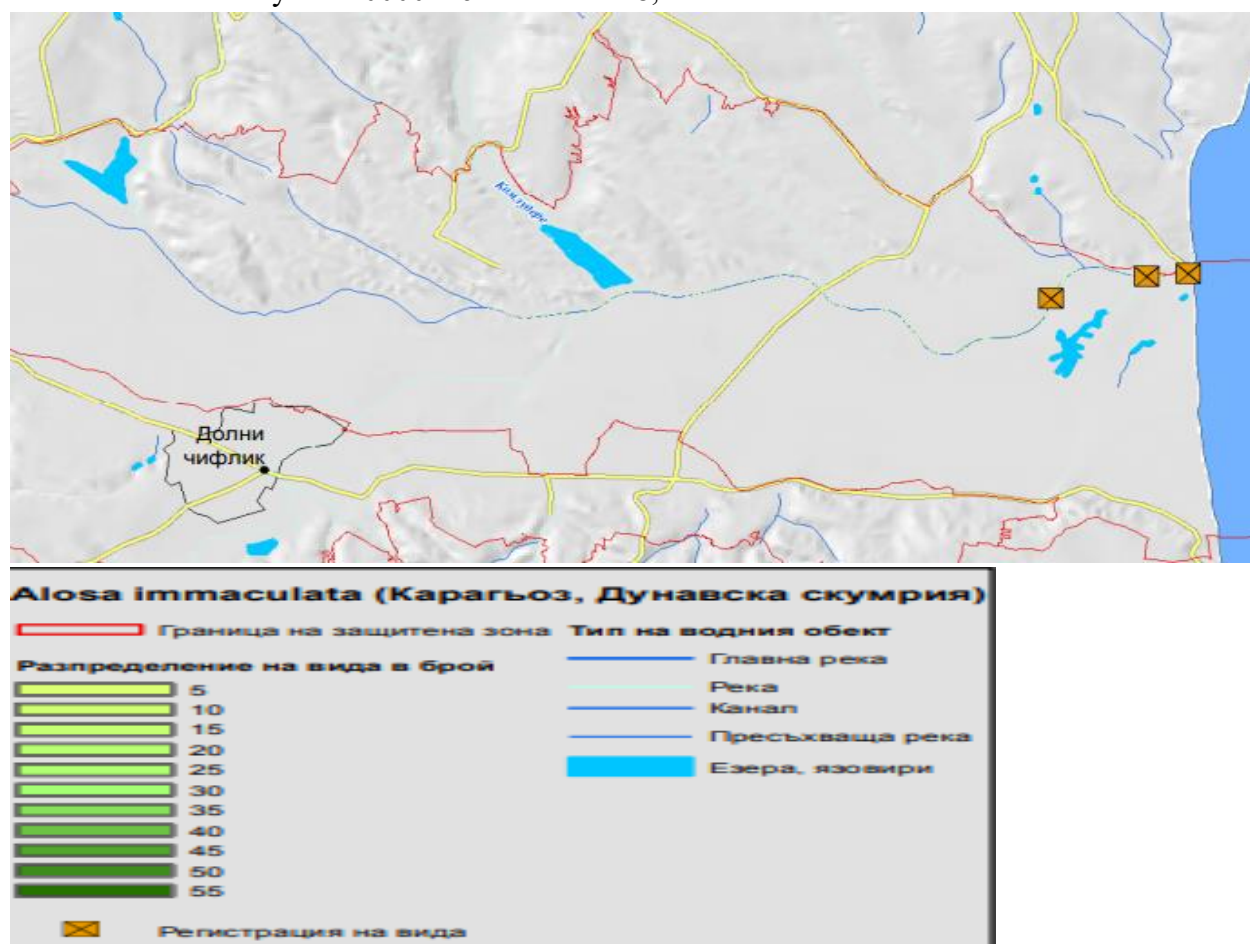 Камчидере
Долни
чифлик
Alosa immaculata (Карагьоз, Дунавска скумрия)
Граница на защитена зона
Разпределение на вида в брой
5
10
15
20
25
30
35
40
45
50
55
Регистрация на вида
Тип на водния обект
Главна река
Река
Канал
Пресъхваща река
Езера, язовири